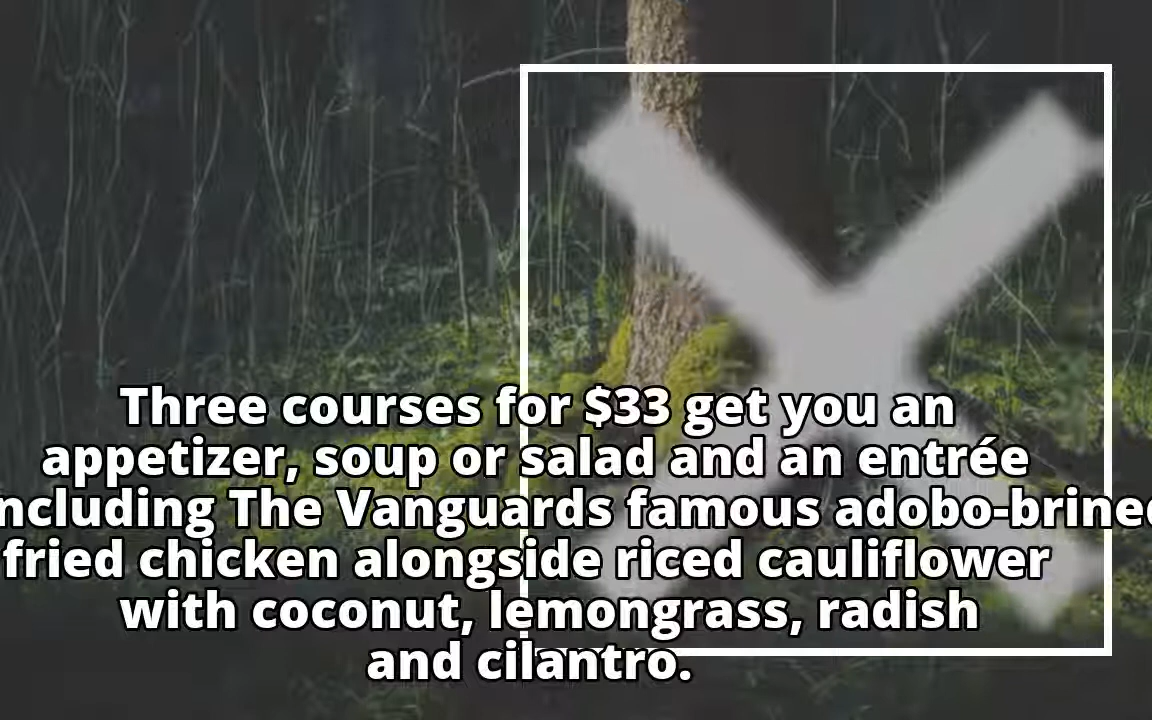 Three courses for $33 get you an
appetizer, soup or salad and an entrée
ncluding The Vanguards famous adobo-brined
fried chicken alongside riced cauliflower
with coconut, lemongrass, radish
and cilantro.